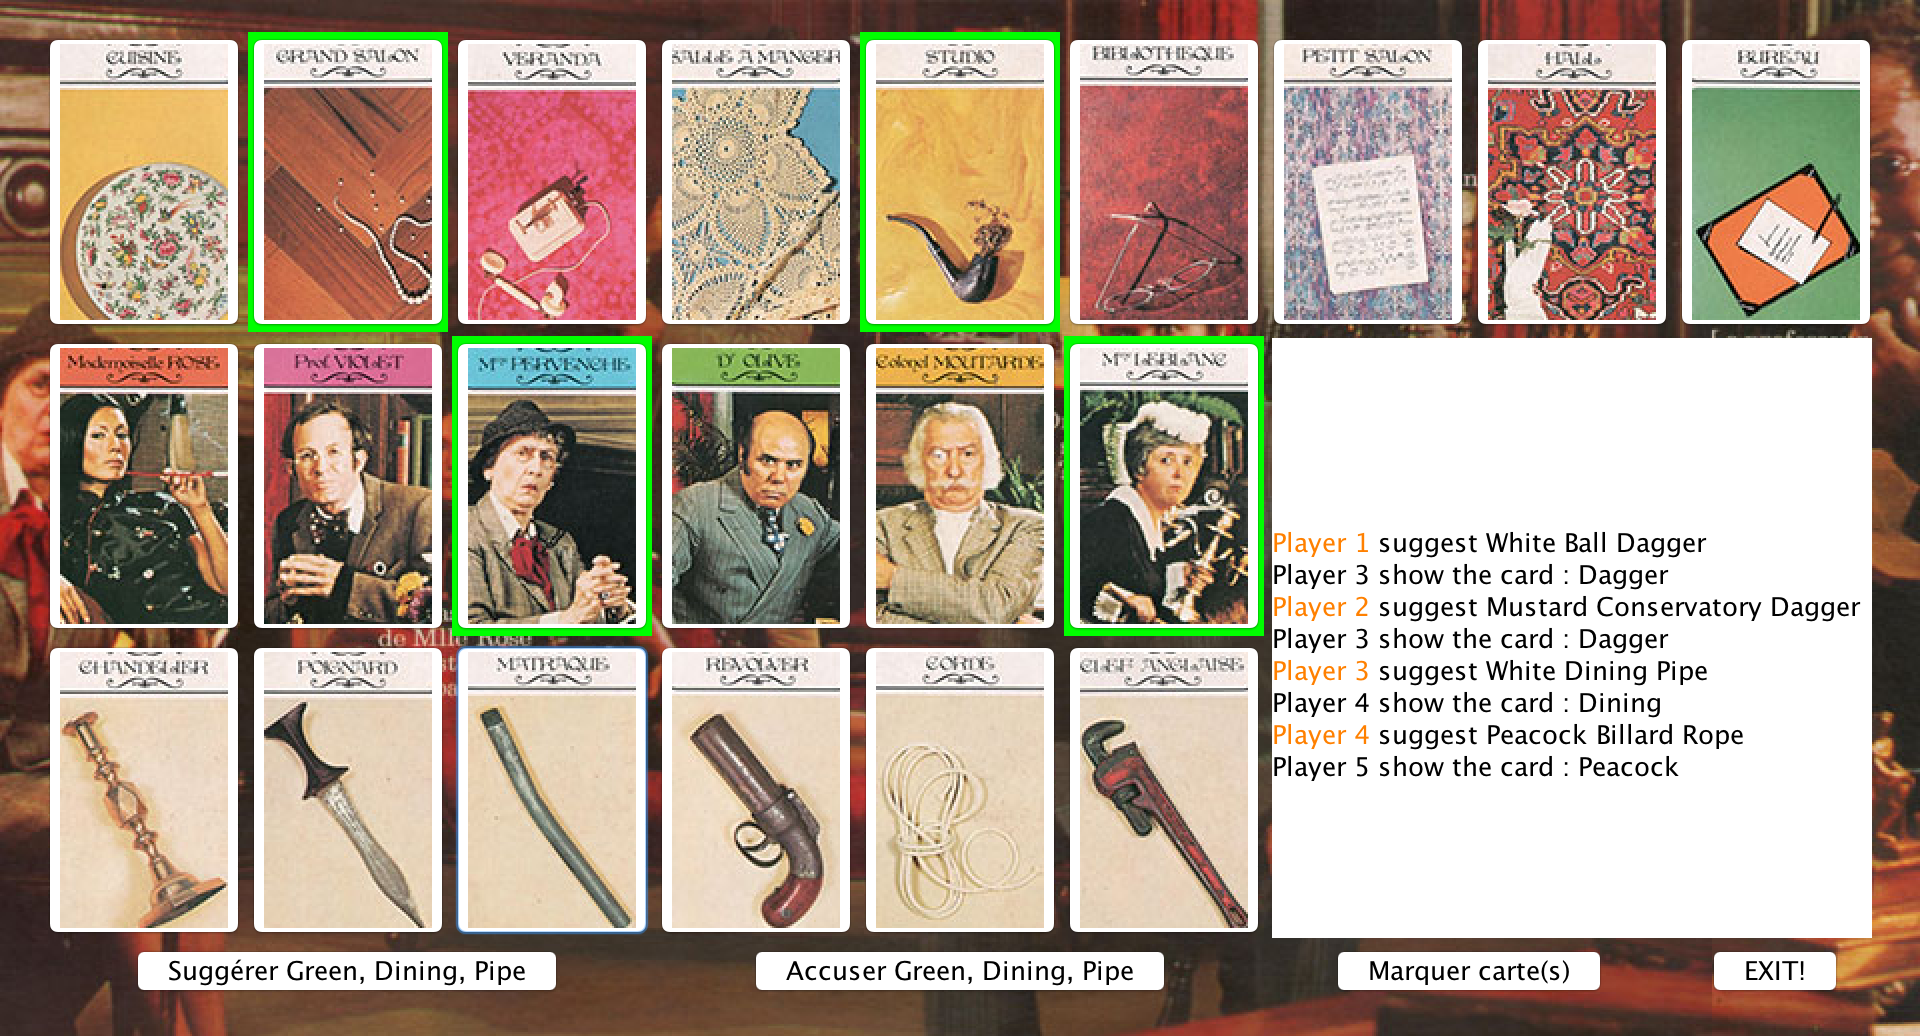 CUISINE
GRAND SALON
VERANDA
SALLE A MANGER
STUDIO
BIBLIOTHEQUE
PETIT SALON
HALL
BUREAU
Mademoiselle ROSE
Prof. VIOLET
Mme PERVENCHE
Dr OLIVE
Colonel MOUTARDE
Mme LEBLANC
de Mlle Rose
CHANDELIER
POIGNARD
MATRAQUE
REVOLVER
CORDE
CLEF ANGLAISE
Player 1 suggest White Ball Dagger
Player 3 show the card : Dagger
Player 2 suggest Mustard Conservatory Dagger
Player 3 show the card : Dagger
Player 3 suggest White Dining Pipe
Player 4 show the card : Dining
Player 4 suggest Peacock Billard Rope
Player 5 show the card : Peacock
Suggérer Green, Dining, Pipe
Accuser Green, Dining, Pipe
Marquer carte(s)
EXIT!